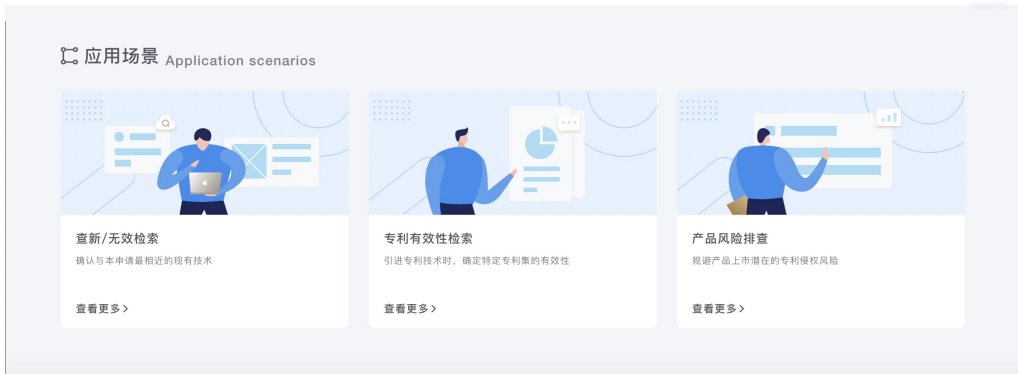 应用场景 Application scenarios
查新/无效检索
确认与本申请最相近的现有技术
查看更多>
专利有效性检索
引进专利技术时，确定特定专利集的有效性
查看更多>
产品风险排查
规避产品上市潜在的专利侵权风险
查看更多>